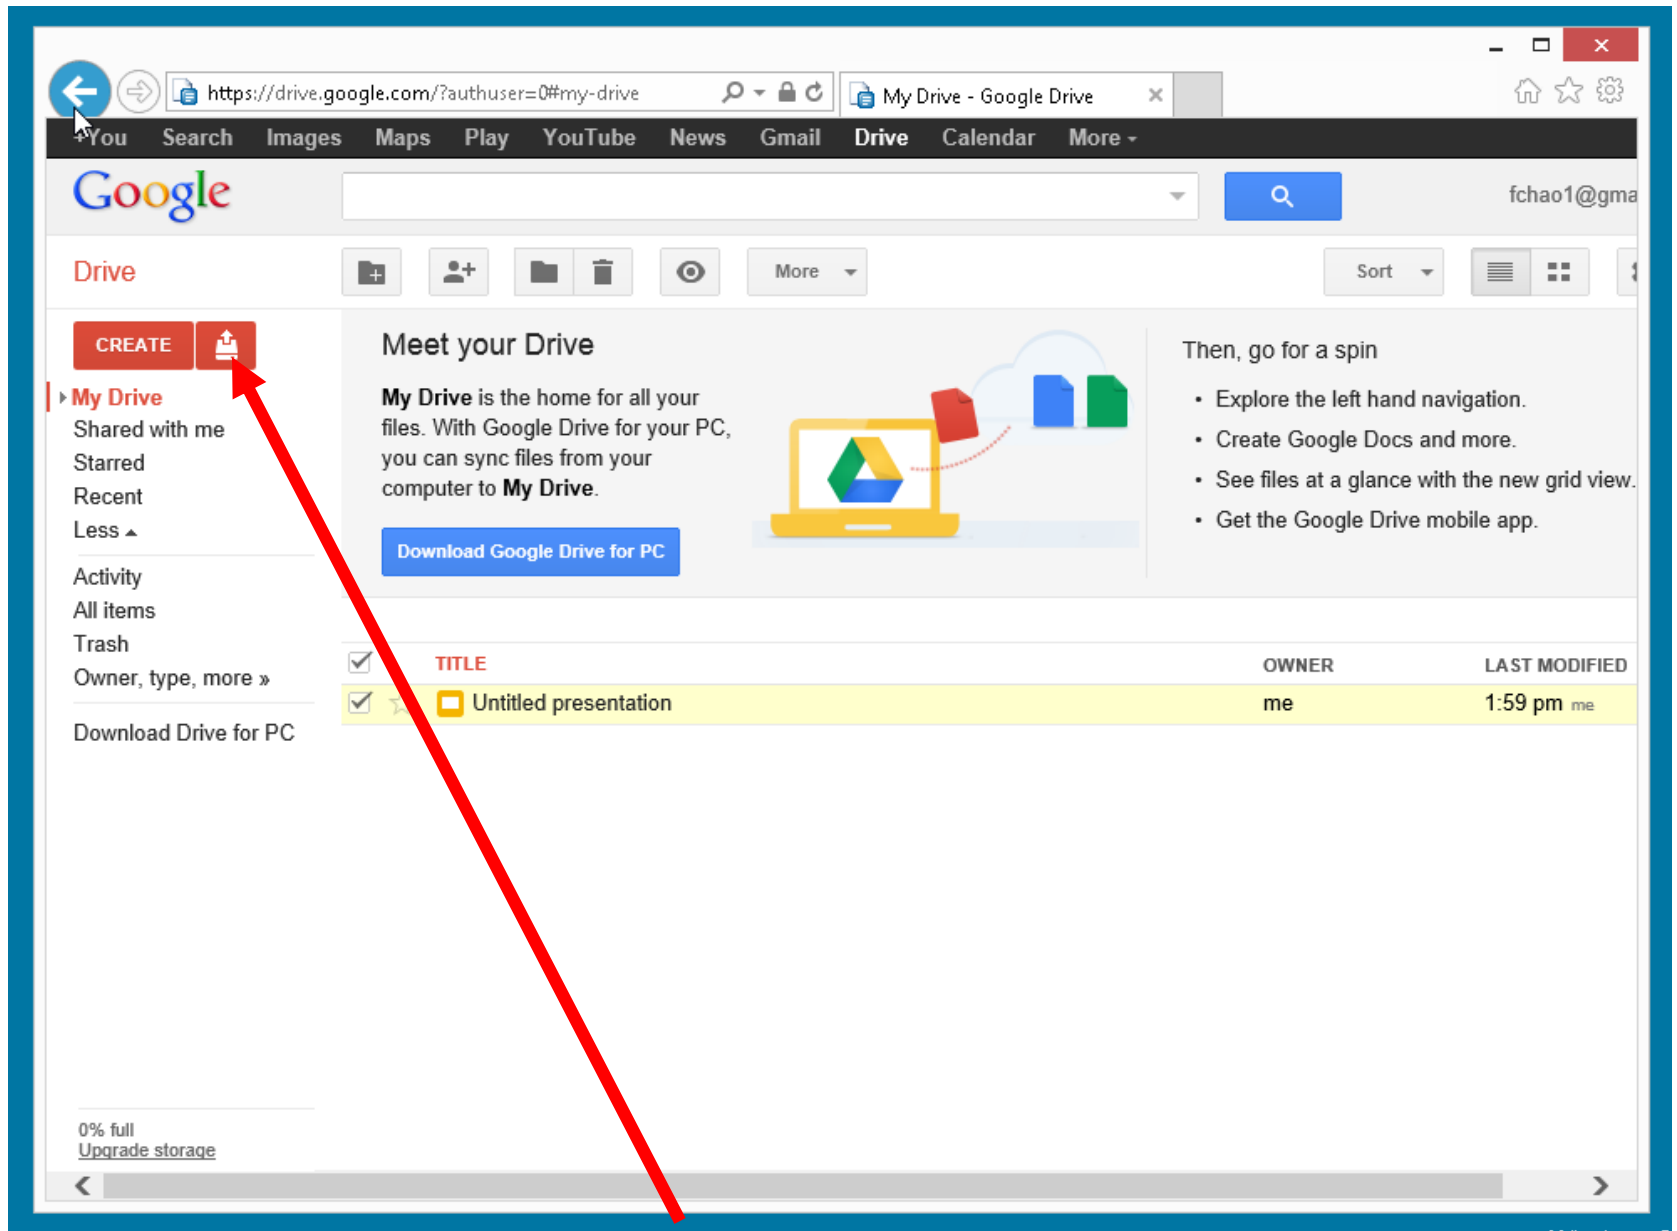 https://drive.google.com/?authuser=0#my-drive
My Drive - Google Drive
+You Search Images Maps Play YouTube News Gmail Drive Calendar More
Google
fchao1@gma
Drive
More
Sort
CREATE
My Drive
Shared with me
Starred
Recent
Less
Activity
All items
Trash
Owner, type, more »
Download Drive for PC
Meet your Drive
My Drive is the home for all your
files. With Google Drive for your PC,
you can sync files from your
computer to My Drive.
Download Google Drive for PC
Then, go for a spin
• Explore the left hand navigation.
• Create Google Docs and more.
• See files at a glance with the new grid view.
• Get the Google Drive mobile app.
TITLE OWNER LAST MODIFIED
Untitled presentation me 1:59 pm me
0% full
Upgrade storage